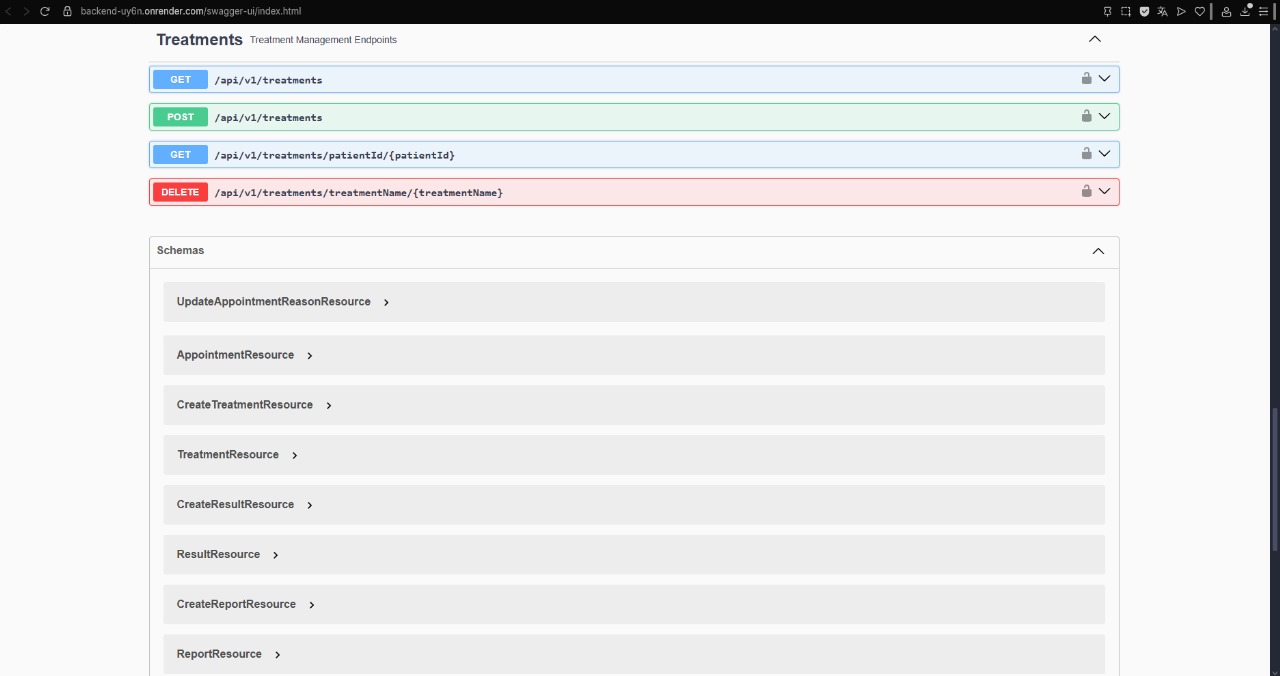 backend-uy6n.onrender.com/swagger-ui/index.html
Treatments Treatment Management Endpoints
GET /api/v1/treatments
POST /api/v1/treatments
GET /api/v1/treatments/patientId/{patientId}
DELETE /api/v1/treatments/treatmentName/{treatmentName}
Schemas
UpdateAppointmentReasonResource
AppointmentResource
CreateTreatmentResource
TreatmentResource
CreateResultResource
ResultResource
CreateReportResource
ReportResource